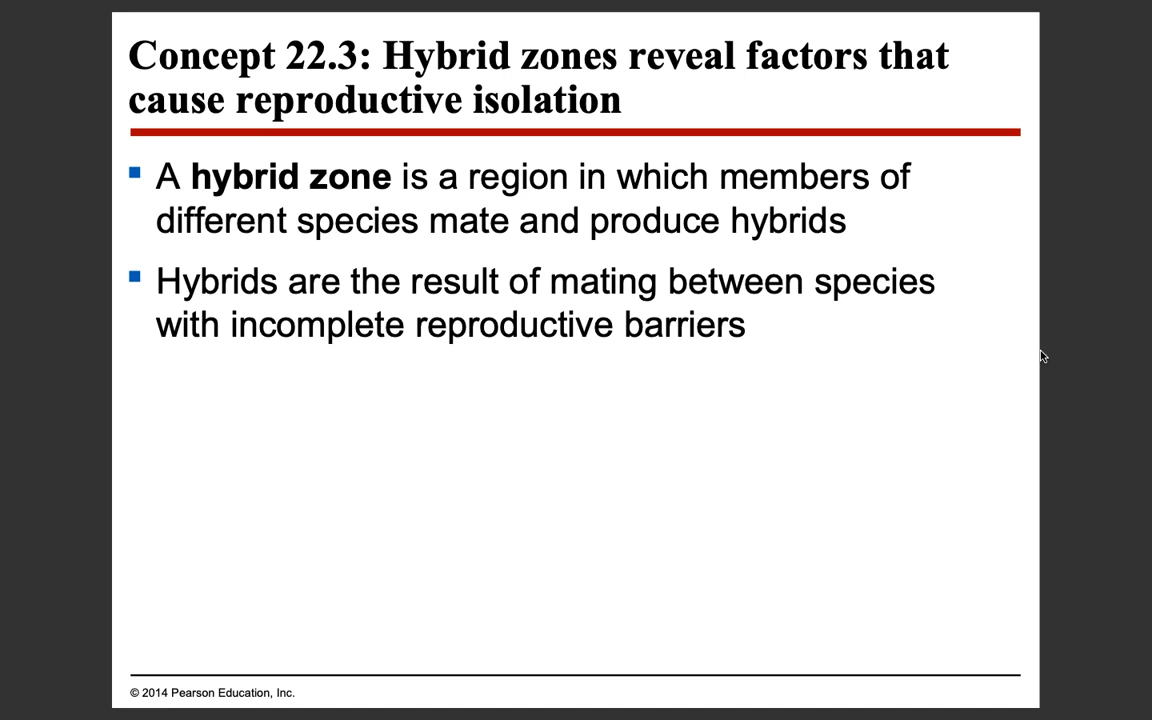 Concept 22.3: Hybrid zones reveal factors that
cause reproductive isolation
A hybrid zone is a region in which members of
different species mate and produce hybrids
Hybrids are the result of mating between species
with incomplete reproductive barriers
© 2014 Pearson Education, Inc.